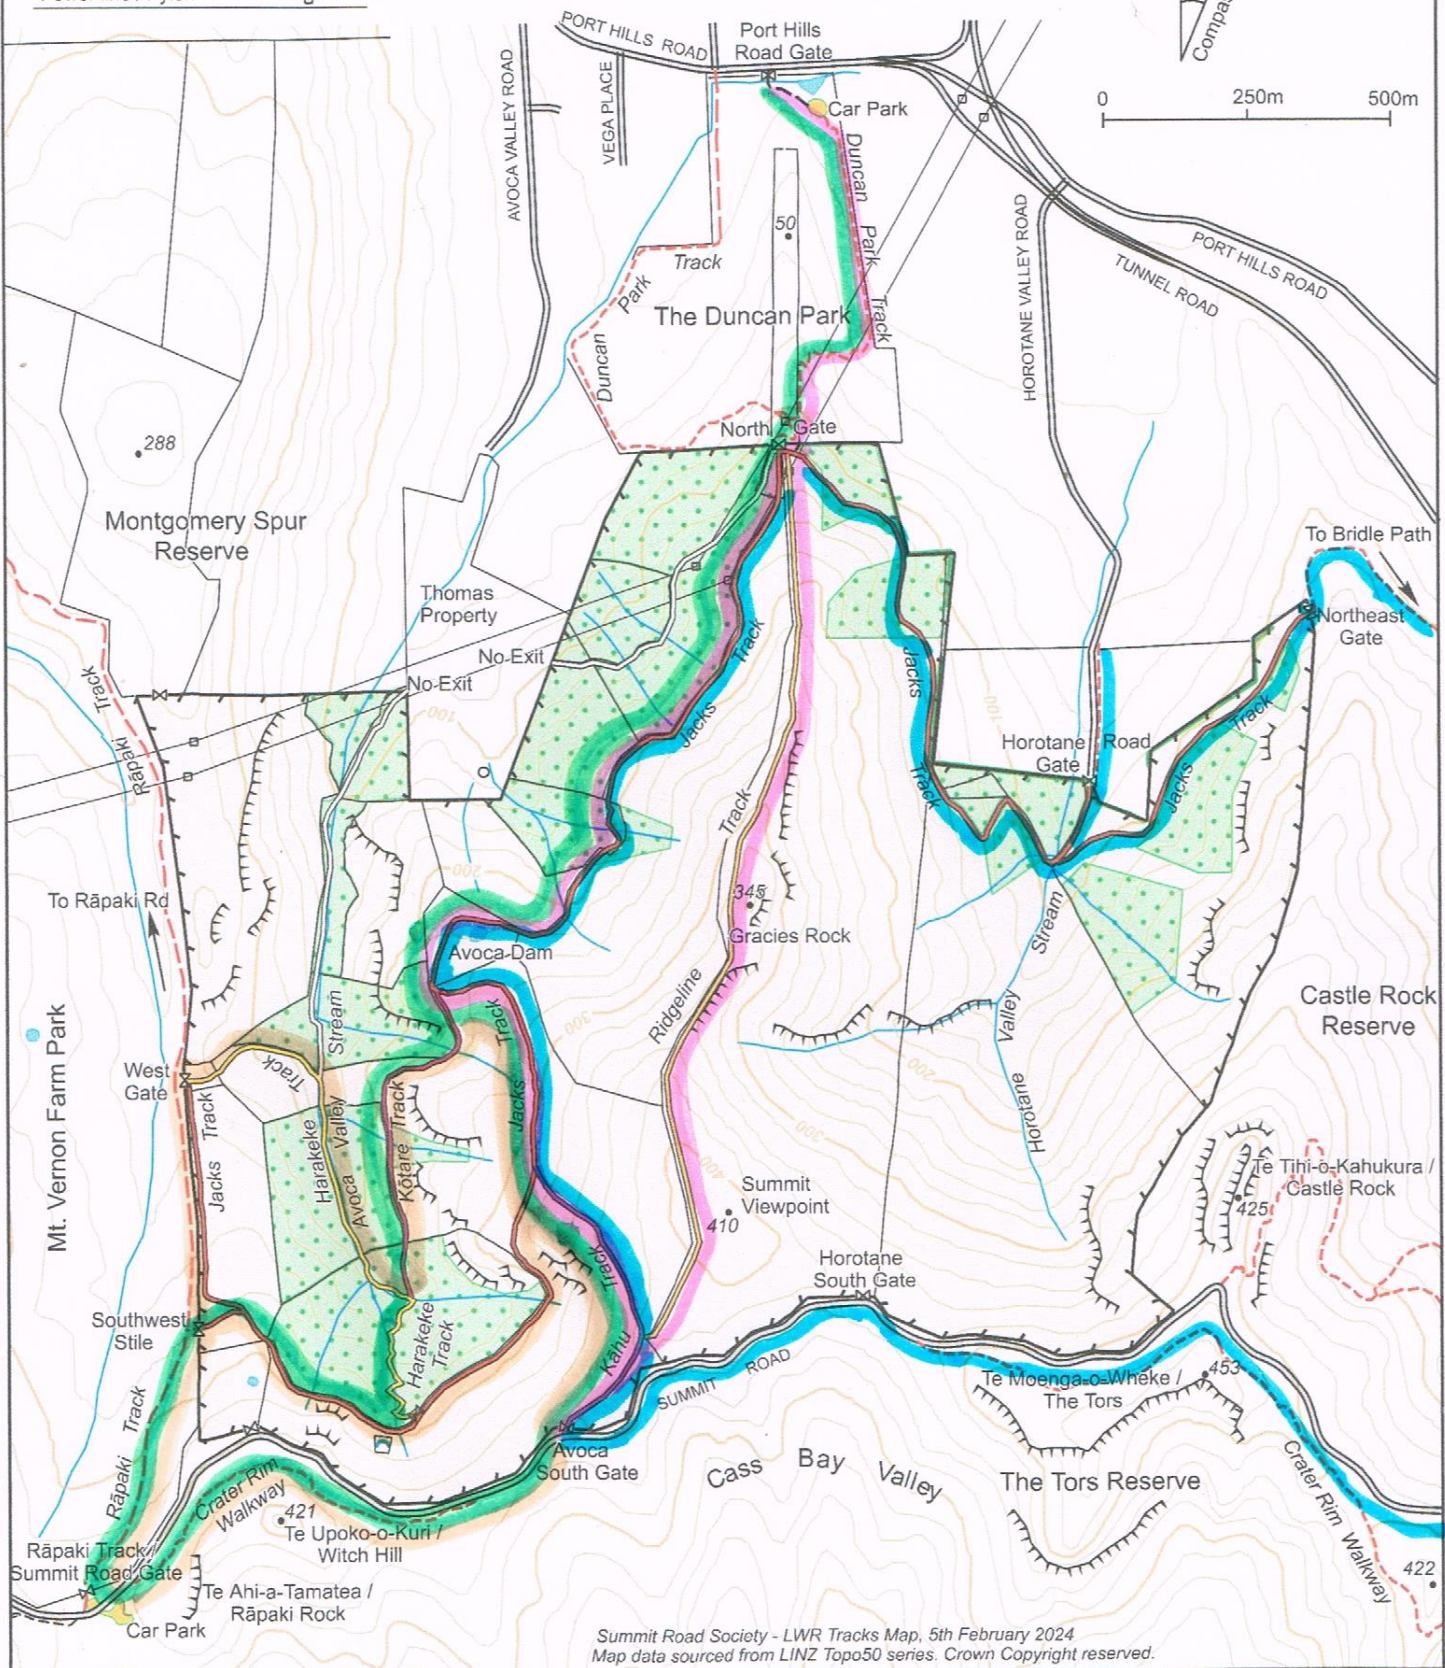 PORT HILLS ROAD
Port Hills
Road Gate
Compas
0 250m 500m
AVOCA VALLEY ROAD
VEGA PLACE
Car Park
Duncan
Park
Track
50
Track
Park
Duncan
The Duncan Park
HOROTANE VALLEY ROAD
PORT HILLS ROAD
TUNNEL ROAD
North Gate
288
Montgomery Spur
Reserve
To Bridle Path
Thomas
Property
Northeast
Gate
No Exit
No Exit
Track
Jacks
Jacks
Track
Rāpaki
Track
100
100
Horotane Road
Gate
Track
Jacks
Track
200
To Rāpaki Rd
345
Gracies Rock
Avoca Dam
Stream
Valley
Horotane
Ridgeline
300
200
300
400
Castle Rock
Reserve
Mt. Vernon Farm Park
Stream
Track
Jacks
West
Gate
Track
Track
Jacks
Harakeke
Valley
Avoca
Track
Kōtare
Summit
Viewpoint
410
Te Tihi-o-Kahukura /
Castle Rock
425
Horotane
South Gate
Track
Kāhu
Southwest
Stile
Harakeke
Track
SUMMIT ROAD
Te Moenga-o-Wheke /
The Tors
453
Track
Rāpaki
Avoca
South Gate
Cass Bay Valley
The Tors Reserve
Crater Rim
Walkway
421
Te Upoko-o-Kuri /
Witch Hill
Crater Rim Walkway
Rāpaki Track /
Summit Road Gate
Te Ahi-a-Tamatea /
Rāpaki Rock
Car Park
422
Summit Road Society - LWR Tracks Map, 5th February 2024
Map data sourced from LINZ Topo50 series. Crown Copyright reserved.